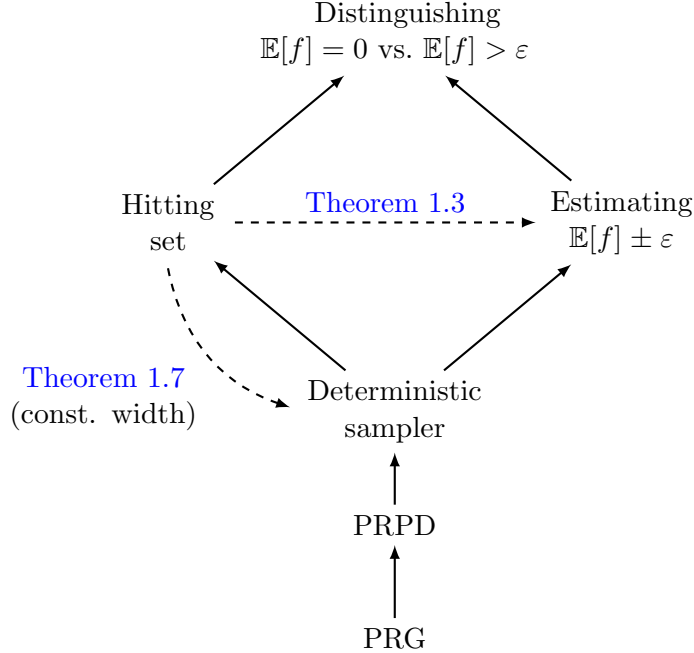 Distinguishing
𝔼[f] = 0 vs. 𝔼[f] > ε
Hitting
set
Theorem 1.3
Estimating
𝔼[f] ± ε
Theorem 1.7
(const. width)
Deterministic
sampler
PRPD
PRG